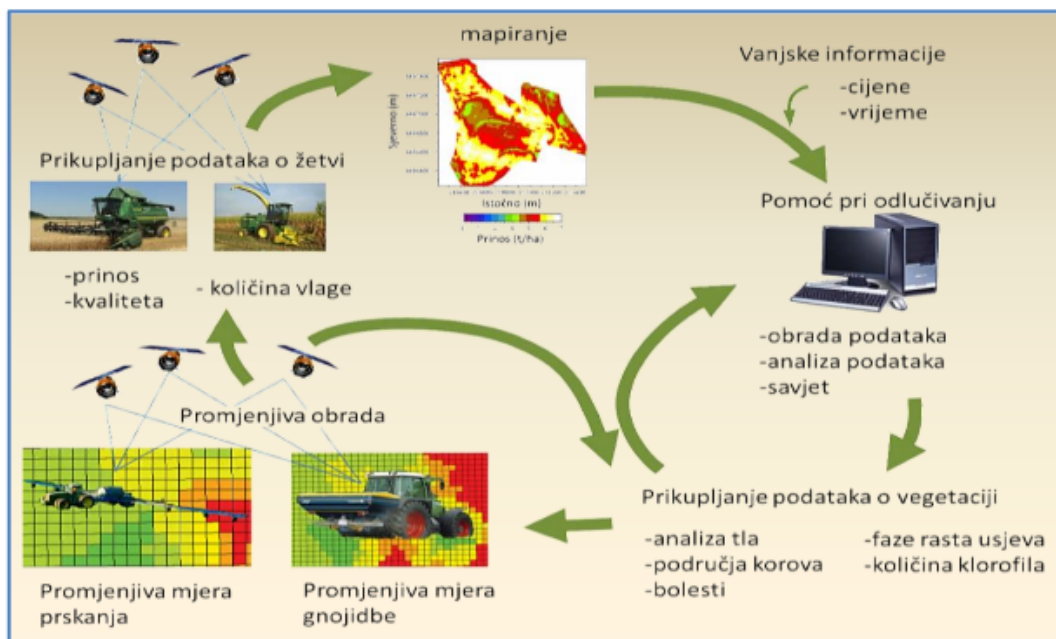 mapiranje
Vanjske informacije
-cijene
-vrijeme
Sjeverno (m)
Istočno (m)
Prinos (t/ha)
Prikupljanje podataka o žetvi
-prinos
-kvaliteta
- količina vlage
Pomoć pri odlučivanju
-obrada podataka
-analiza podataka
-savjet
Promjenjiva obrada
Promjenjiva mjera
prskanja
Promjenjiva mjera
gnojidbe
Prikupljanje podataka o vegetaciji
-analiza tla
-područja korova
-bolesti
-faze rasta usjeva
-količina klorofila